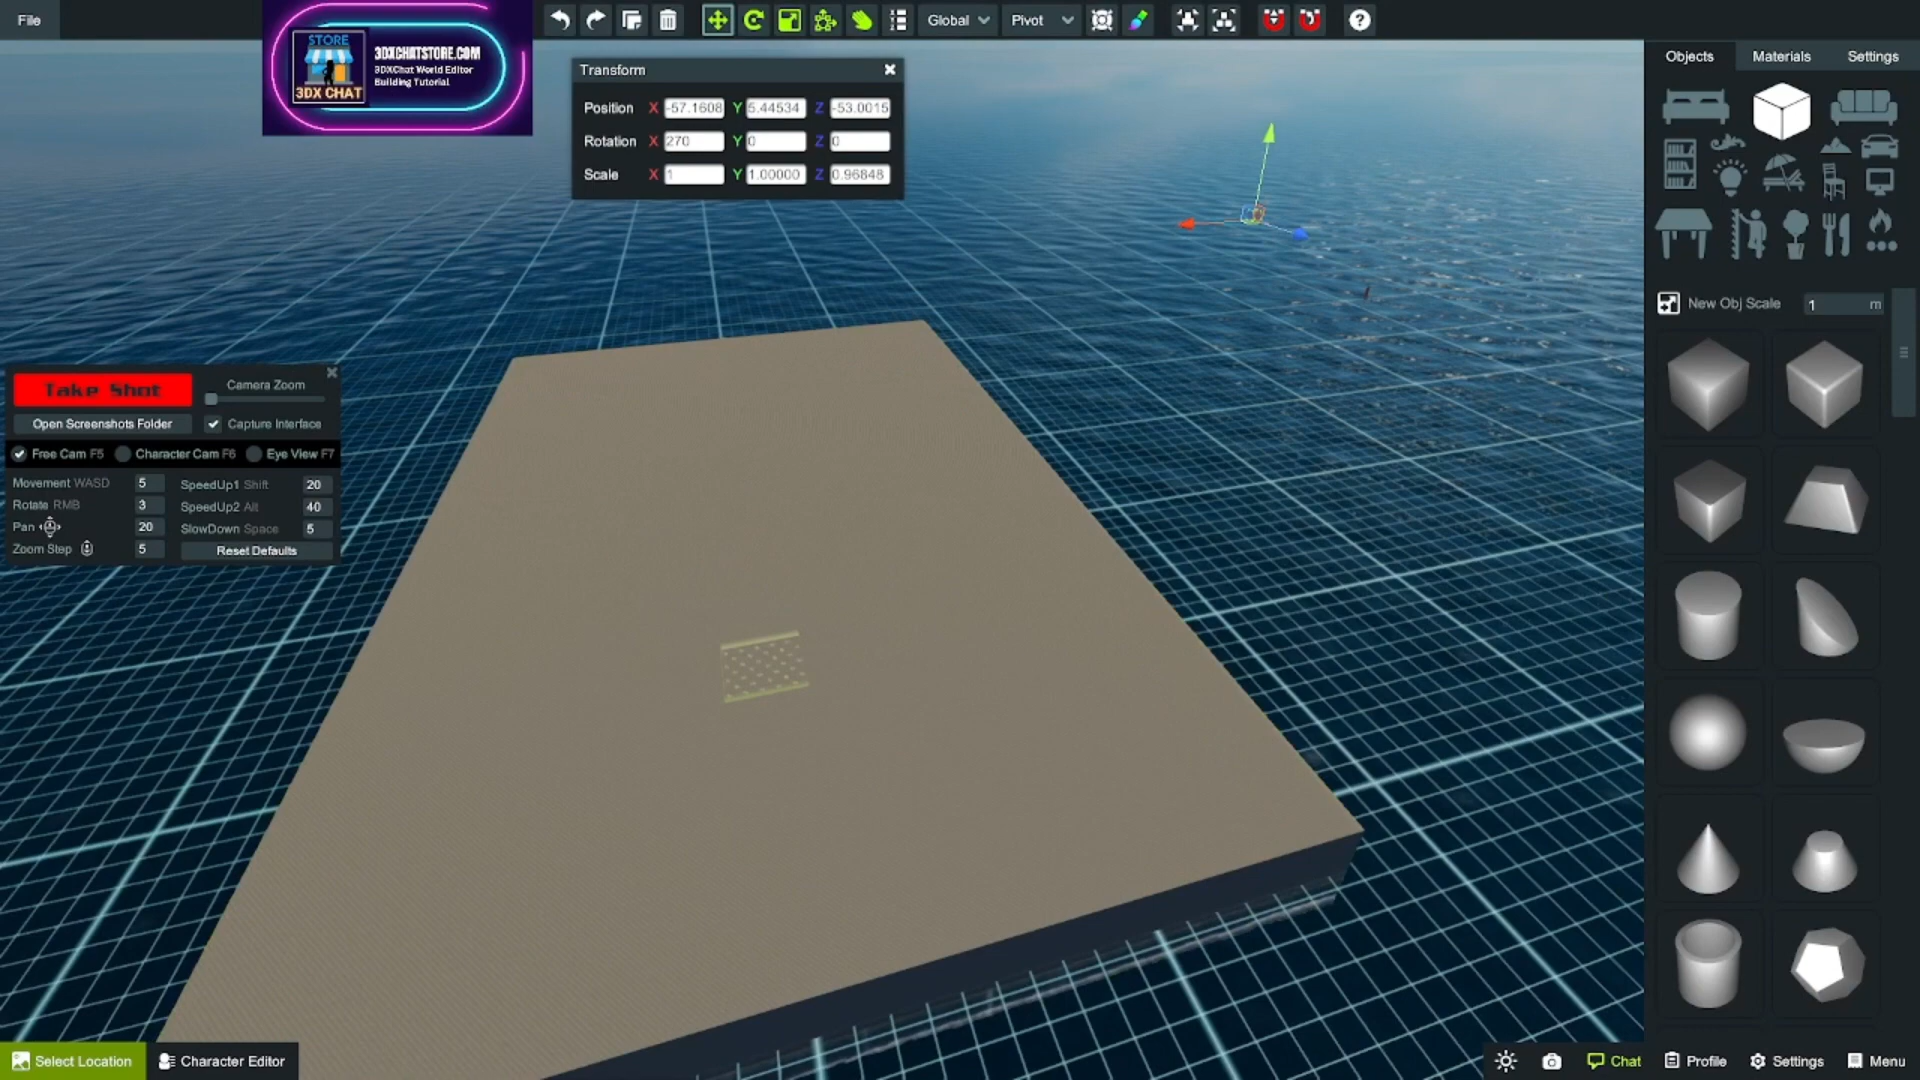 File
STORE
3DX CHAT
3DXCHATSTORE.COM
3DXChat World Editor
Building Tutorial
Global
Pivot
Transform
Position X -57.1608 Y 5.44534 Z -53.0015
Rotation X 270 Y 0 Z 0
Scale X 1 Y 1.00000 Z 0.96848
Objects Materials Settings
New Obj Scale 1 m
Take Shot
Camera Zoom
Open Screenshots Folder
Capture Interface
Free Cam F5 Character Cam F6 Eye View F7
Movement WASD 5 SpeedUp1 Shift 20
Rotate RMB 3 SpeedUp2 Alt 40
Pan 20 SlowDown Space 5
Zoom Step 5 Reset Defaults
Select Location
Character Editor
Chat
Profile
Settings
Menu